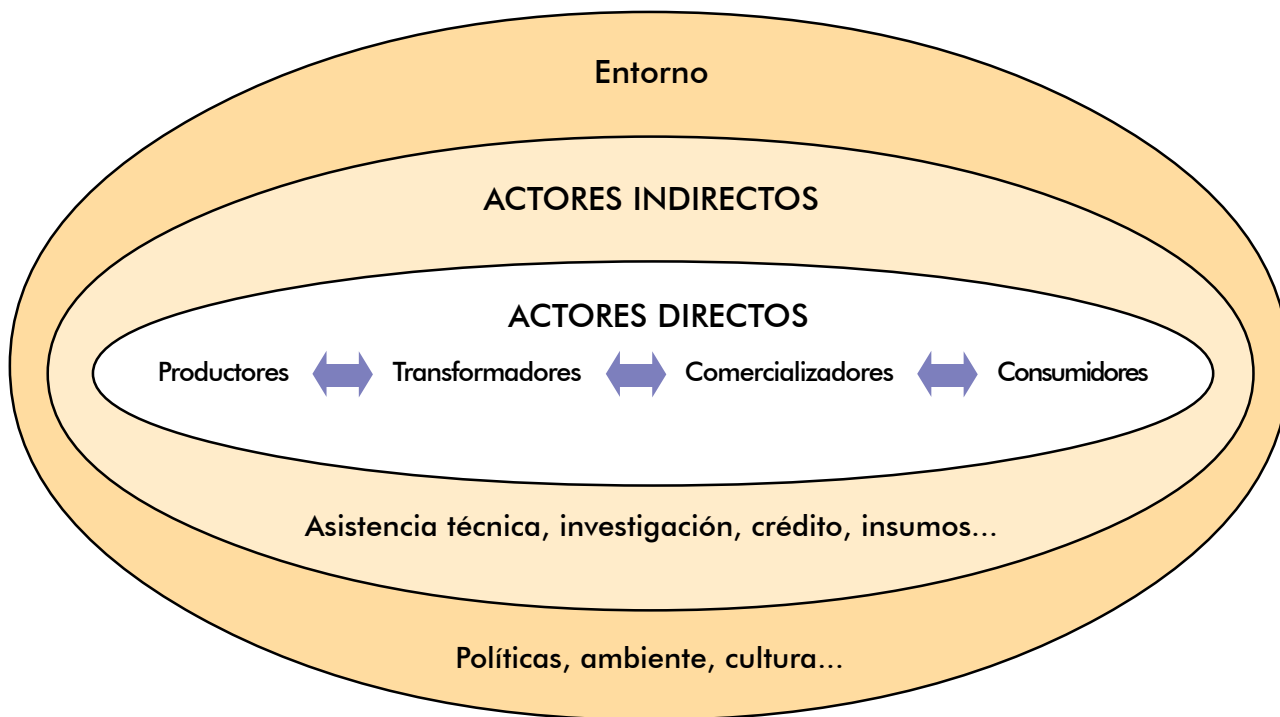 Entorno
ACTORES INDIRECTOS
ACTORES DIRECTOS
Productores Transformadores Comercializadores Consumidores
Asistencia técnica, investigación, crédito, insumos...
Políticas, ambiente, cultura...